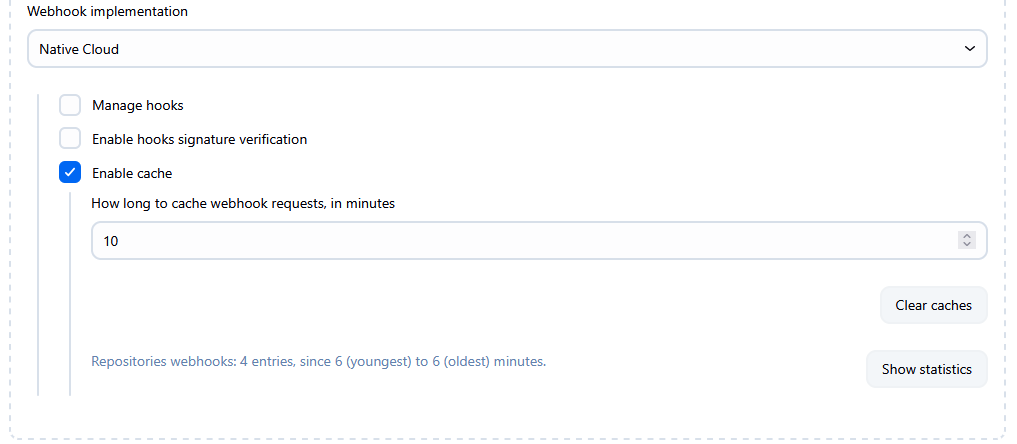 Webhook implementation
Native Cloud
Manage hooks
Enable hooks signature verification
Enable cache
How long to cache webhook requests, in minutes
10
Clear caches
Repositories webhooks: 4 entries, since 6 (youngest) to 6 (oldest) minutes.
Show statistics